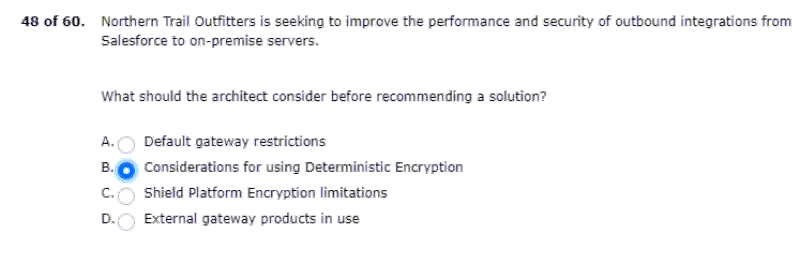 48 of 60. Northern Trail Outfitters is seeking to improve the performance and security of outbound integrations from
Salesforce to on-premise servers.
What should the architect consider before recommending a solution?
A. Default gateway restrictions
B. Considerations for using Deterministic Encryption
C. Shield Platform Encryption limitations
D. External gateway products in use